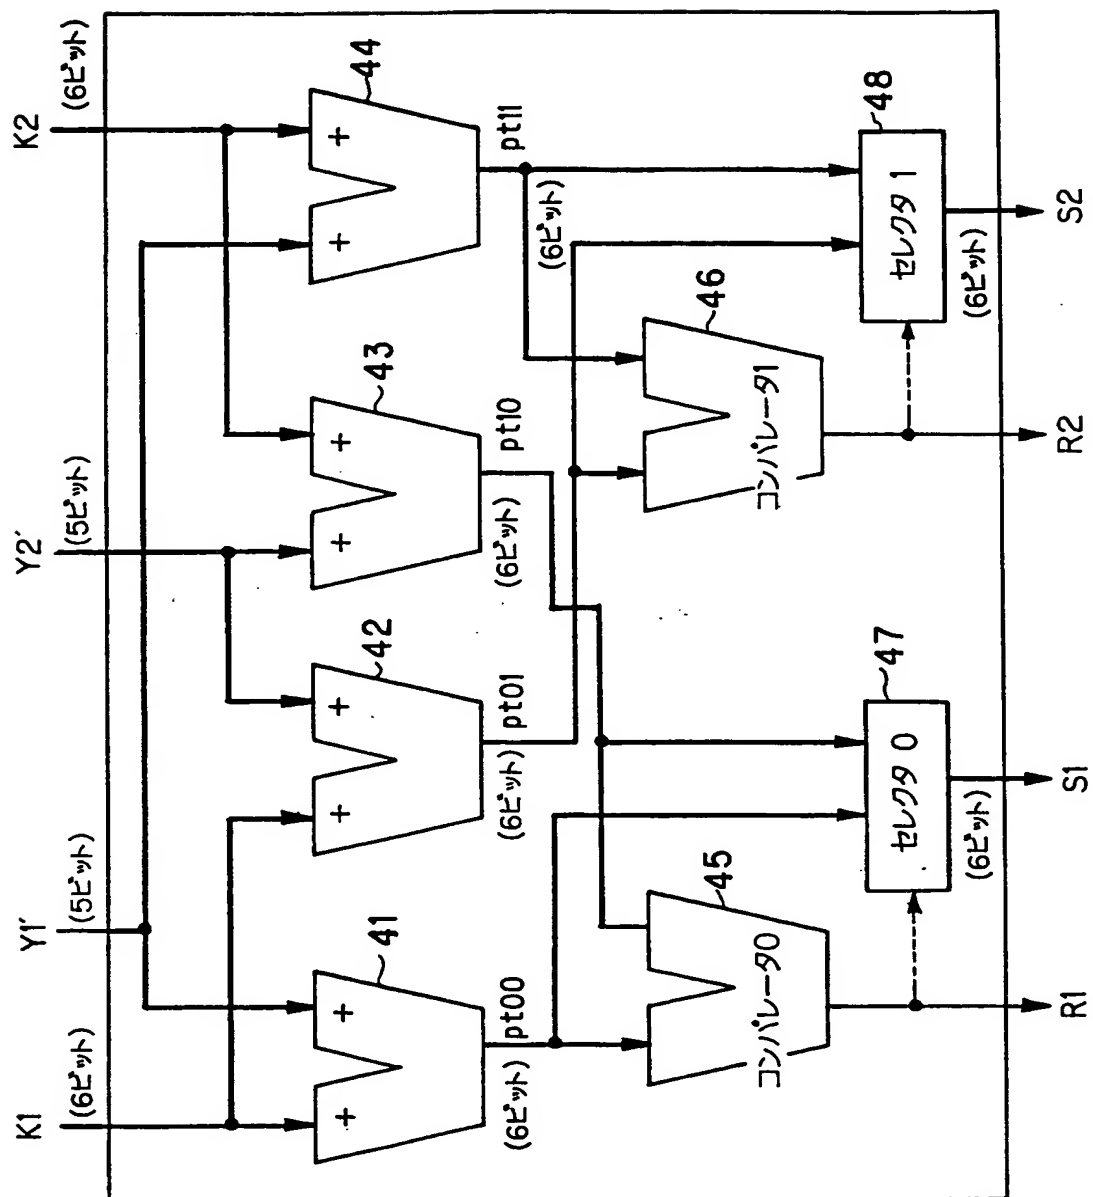 K1
(6ビット)
Y1'
(5ビット)
Y2'
(5ビット)
K2
(6ビット)
+
+
41
+
+
42
+
+
43
+
+
44
pt00
(6ビット)
pt01
(6ビット)
pt10
(6ビット)
pt11
(6ビット)
コンパレータ0
45
コンパレータ1
46
セレクタ 0
47
セレクタ 1
48
(6ビット)
(6ビット)
R1
S1
R2
S2